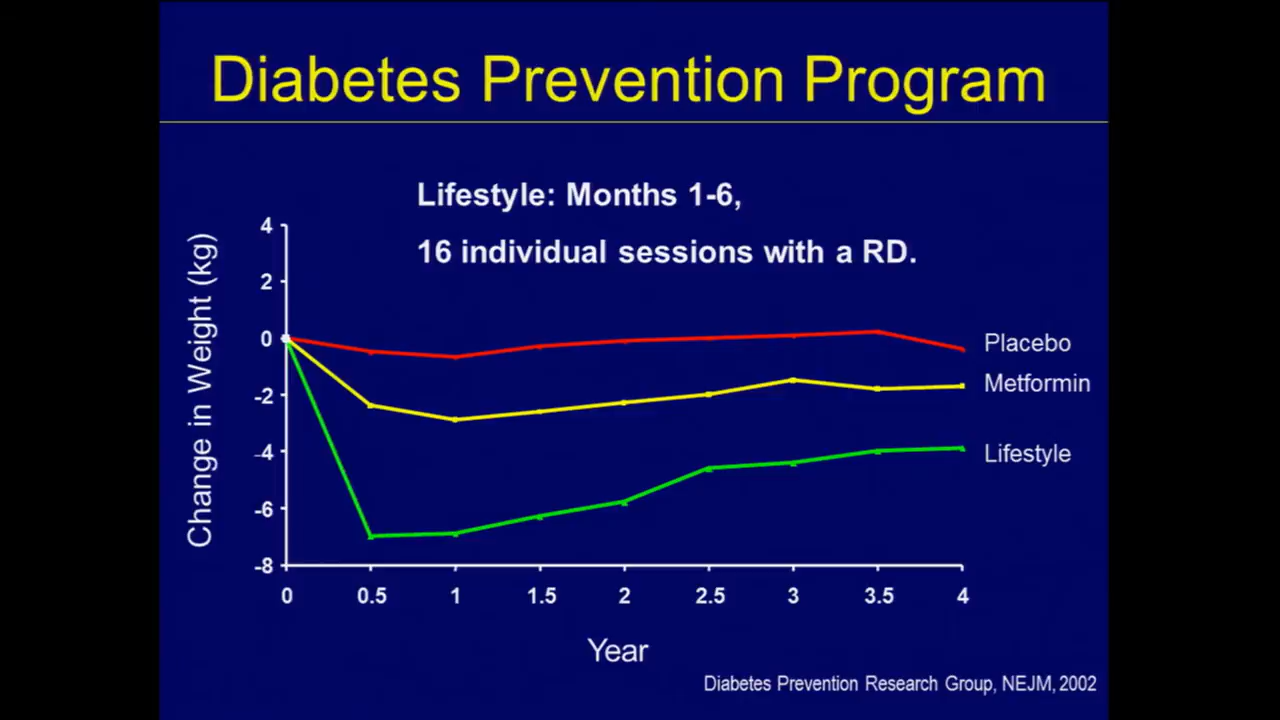 Diabetes Prevention Program
Lifestyle: Months 1-6,
16 individual sessions with a RD.
Change in Weight (kg)
4
2
0
-2
-4
-6
-8
Placebo
Metformin
Lifestyle
0 0.5 1 1.5 2 2.5 3 3.5 4
Year
Diabetes Prevention Research Group, NEJM, 2002